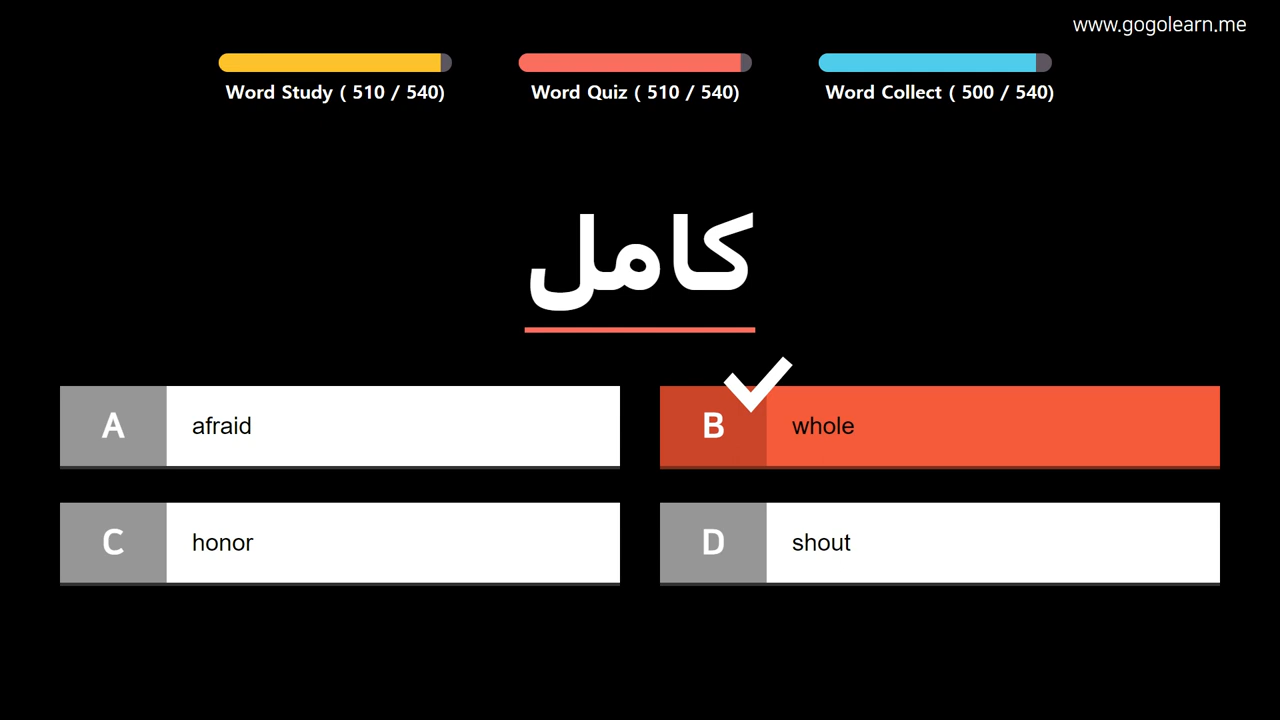 www.gogolearn.me
Word Study ( 510 / 540)
Word Quiz ( 510 / 540)
Word Collect ( 500 / 540)
كامل
A afraid
B whole
C honor
D shout